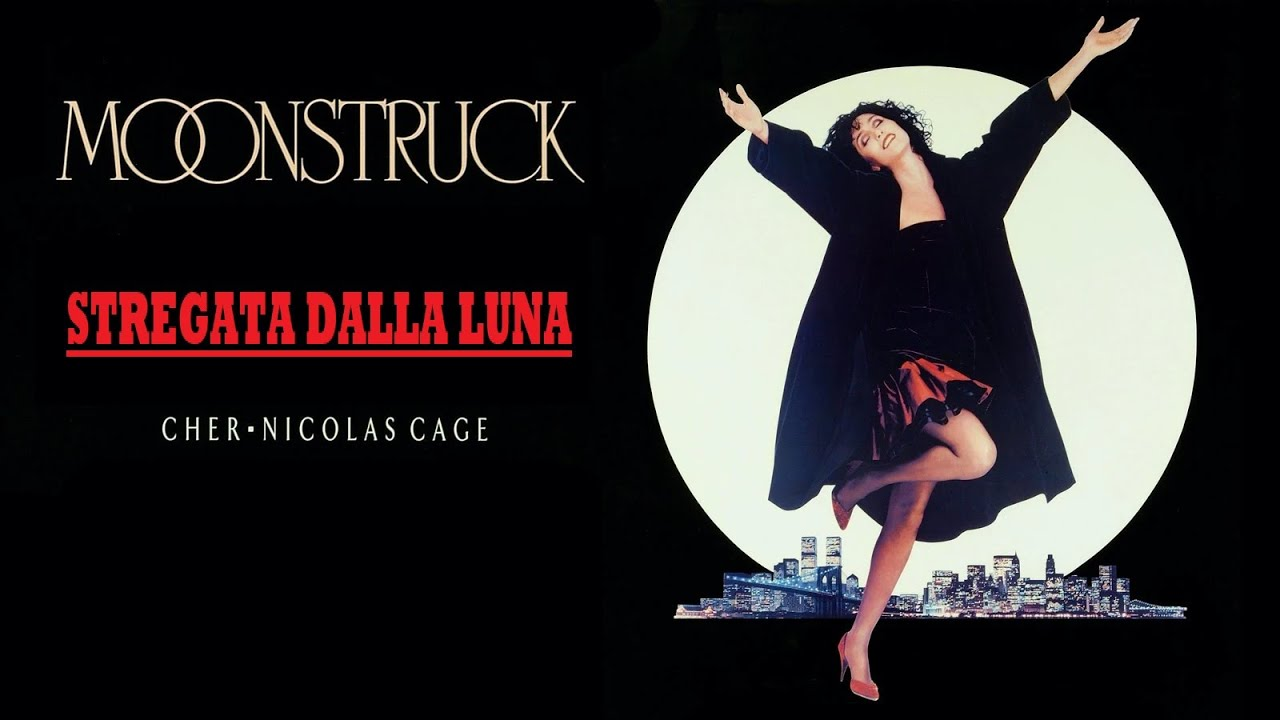 MOONSTRUCK
STREGATA DALLA LUNA
CHER▪NICOLAS CAGE